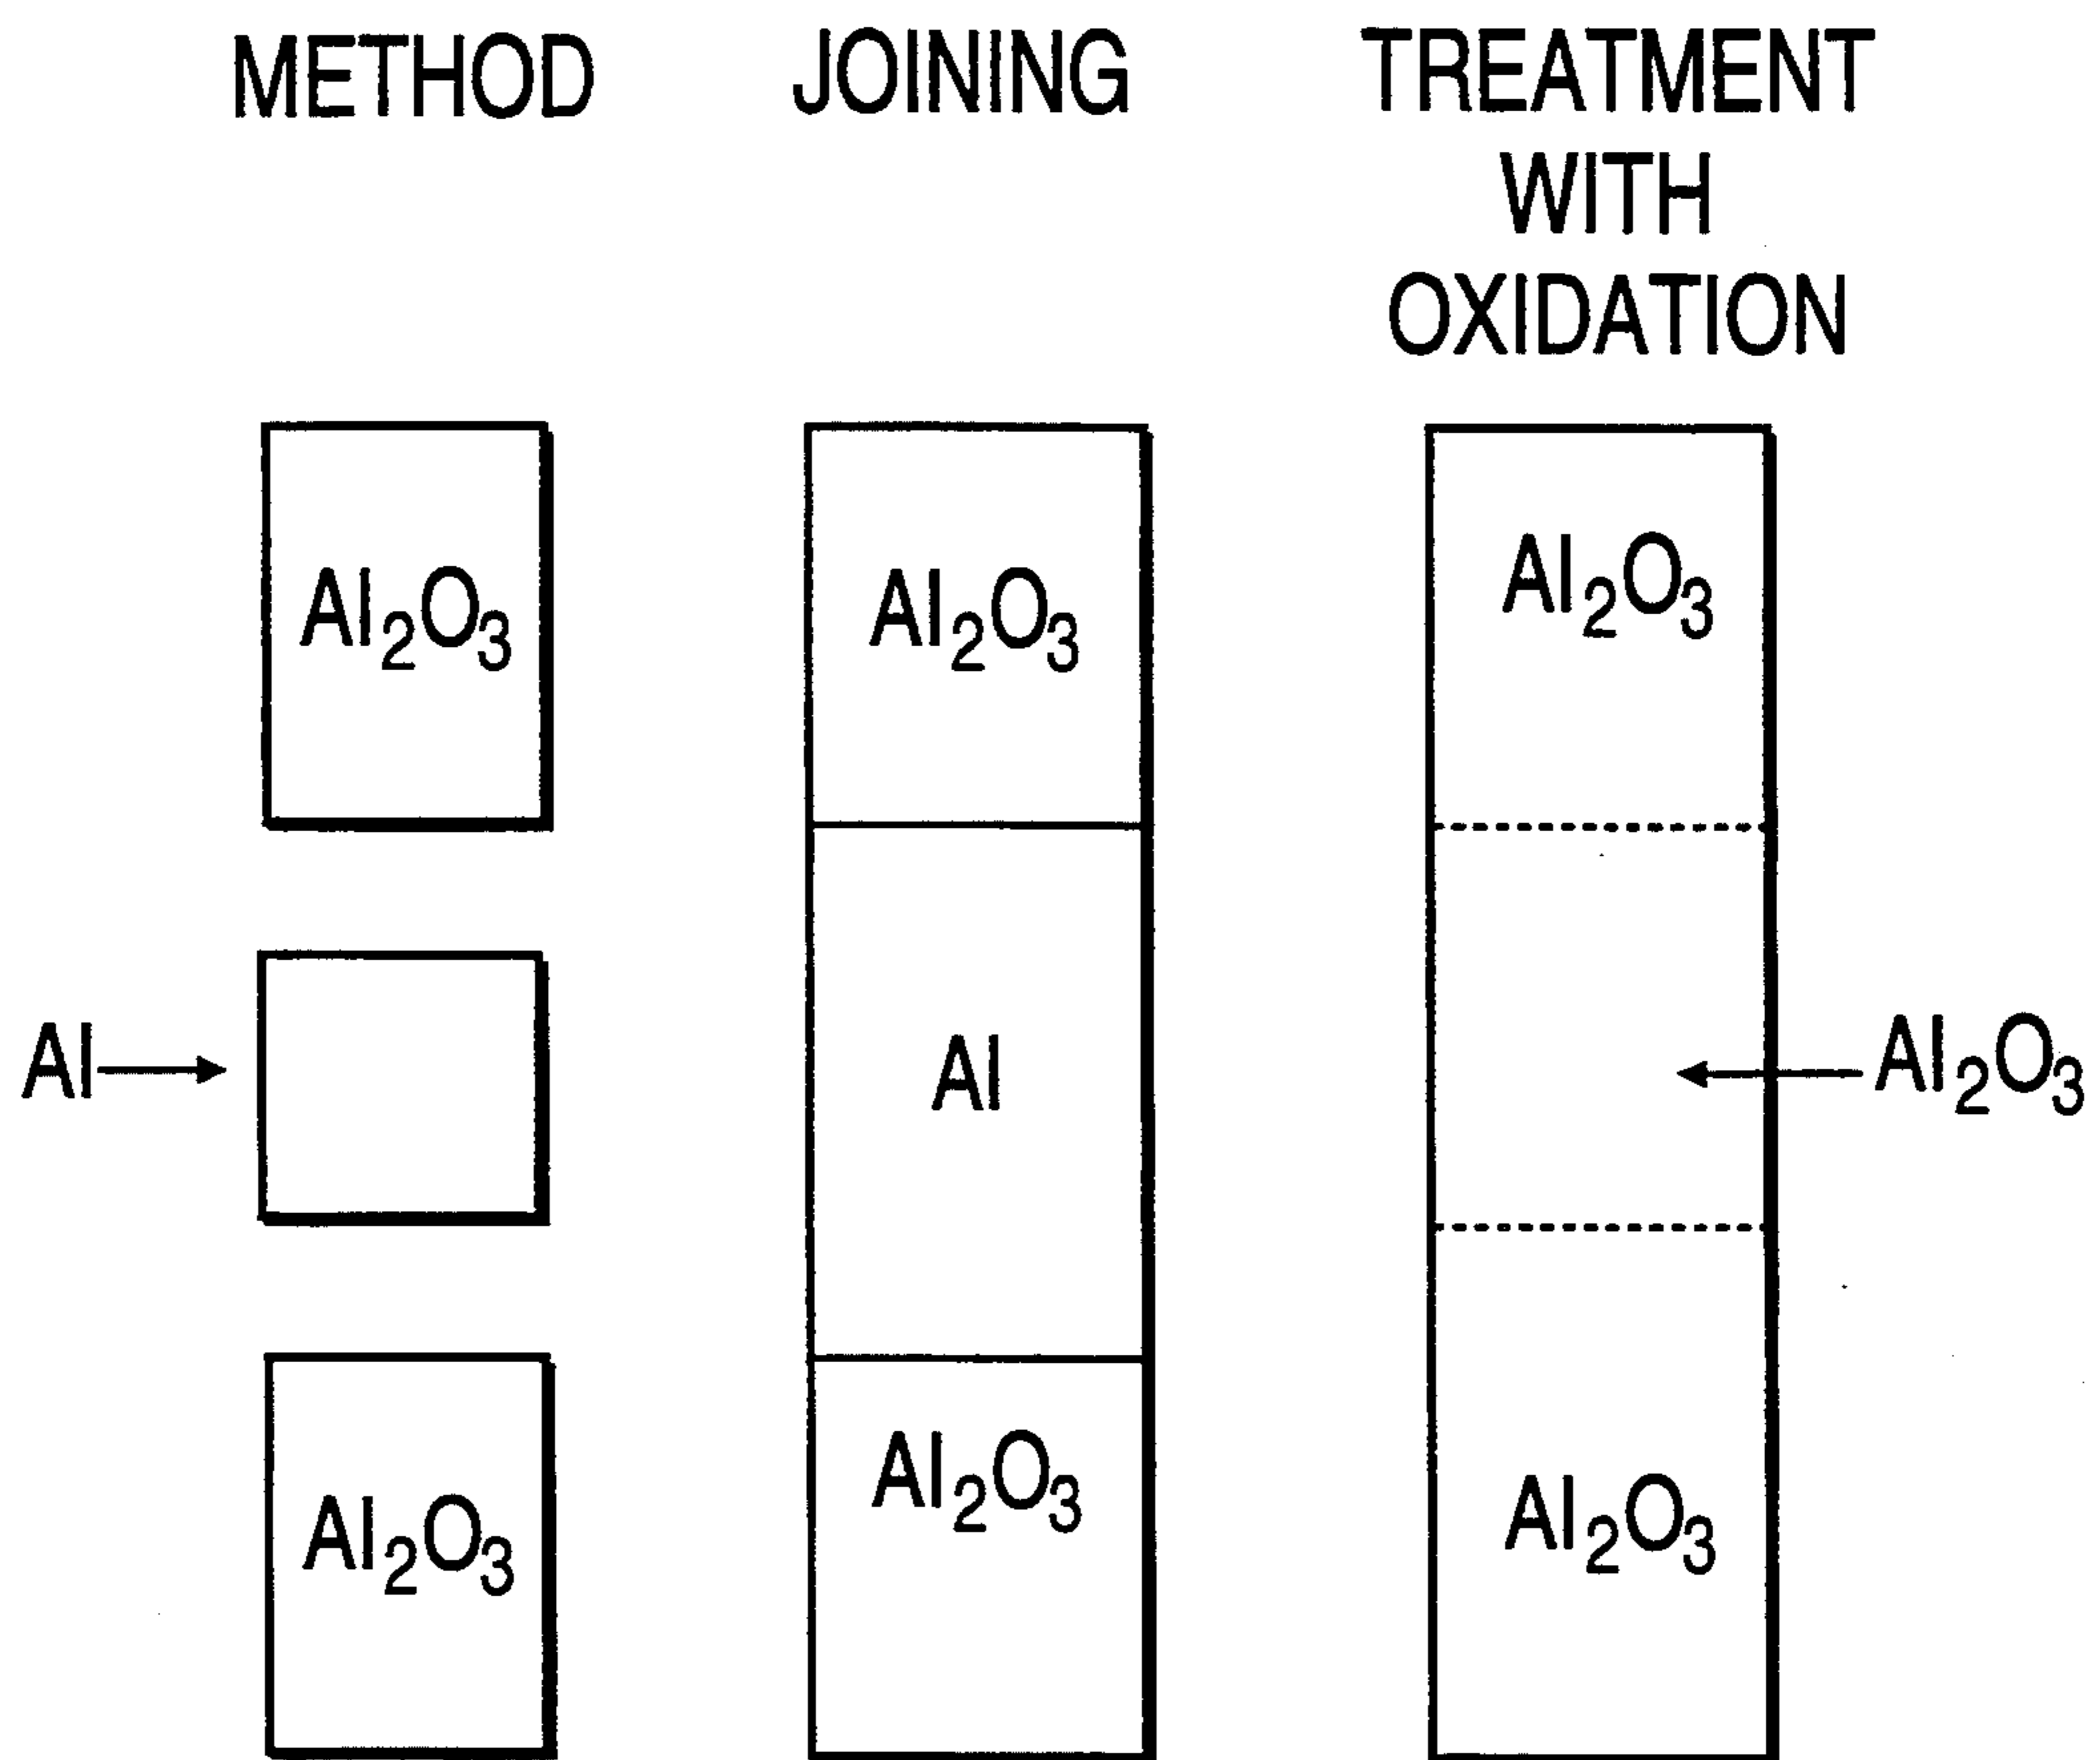 METHOD
JOINING
TREATMENT
WITH
OXIDATION
Al₂O₃
Al₂O₃
Al₂O₃
Al
Al
Al₂O₃
Al₂O₃
Al₂O₃
Al₂O₃